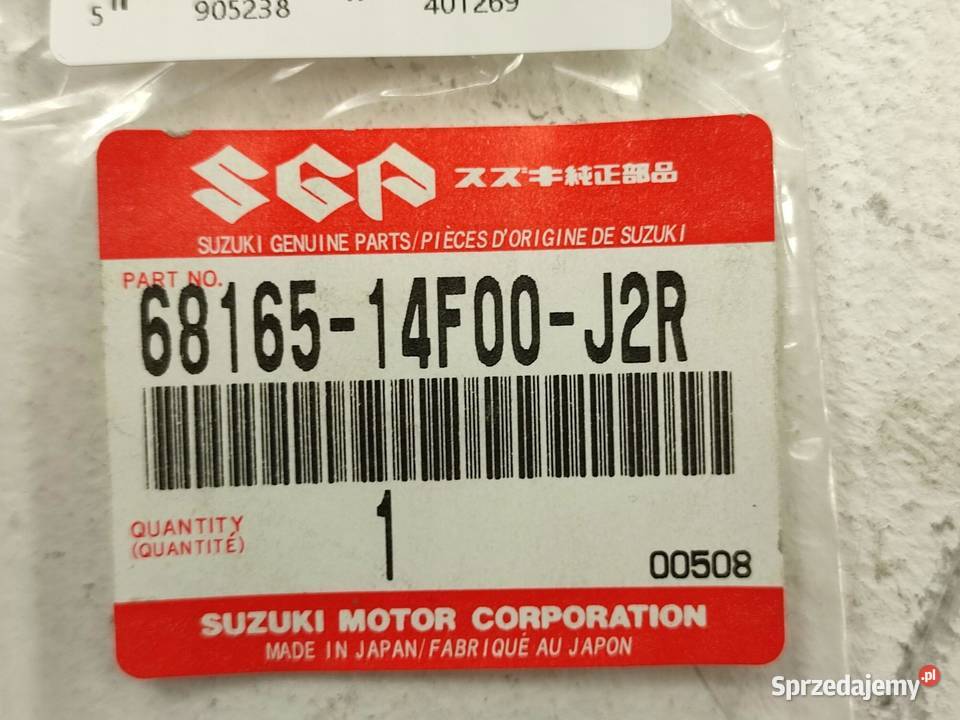 5" 905238 401269
SGP スズキ純正部品
SUZUKI GENUINE PARTS/PIÈCES D'ORIGINE DE SUZUKI
PART NO.
68165-14F00-J2R
QUANTITY 1
(QUANTITÉ)
00508
SUZUKI MOTOR CORPORATION
MADE IN JAPAN/FABRIQUÉ AU JAPON
Sprzedajemy.pl